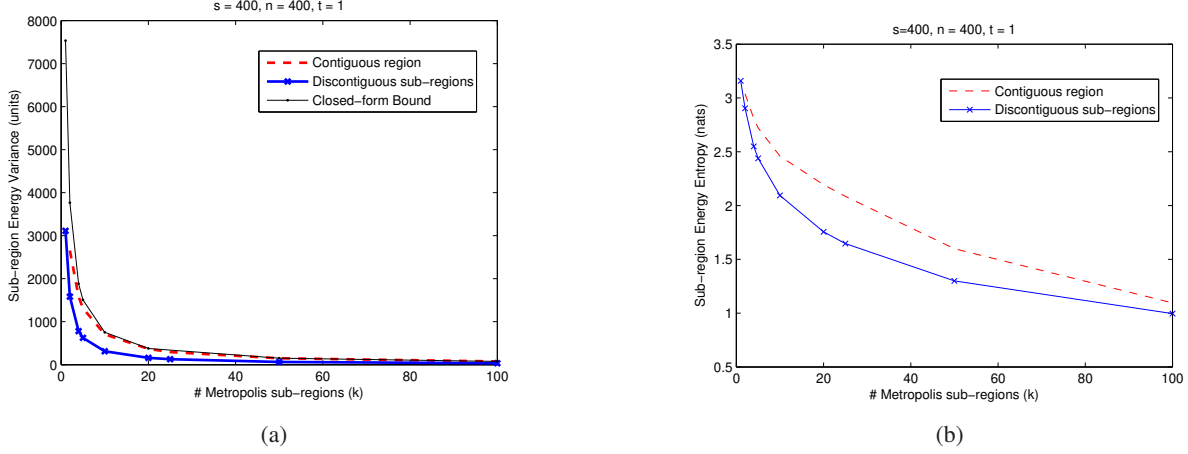 s = 400, n = 400, t = 1
8000
7000
6000
5000
4000
3000
2000
1000
0
Sub-region Energy Variance (units)
Contiguous region
Discontiguous sub-regions
Closed-form Bound
0 20 40 60 80 100
# Metropolis sub-regions (k)
(a)
s=400, n = 400, t = 1
3.5
3
2.5
2
1.5
1
0.5
Sub-region Energy Entropy (nats)
Contiguous region
Discontiguous sub-regions
0 20 40 60 80 100
# Metropolis sub-regions (k)
(b)